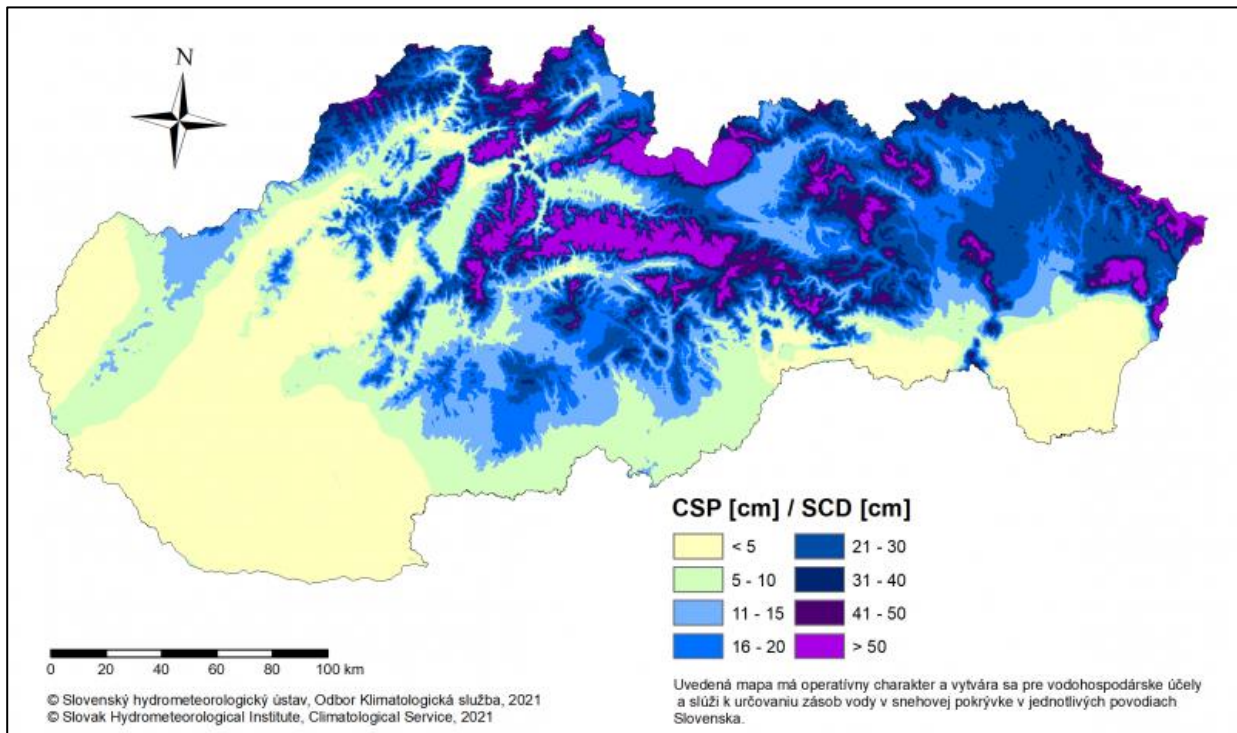 N
CSP [cm] / SCD [cm]
< 5
21 - 30
5 - 10
31 - 40
11 - 15
41 - 50
16 - 20
> 50
0 20 40 60 80 100 km
© Slovenský hydrometeorologický ústav, Odbor Klimatologická služba, 2021
© Slovak Hydrometeorological Institute, Climatological Service, 2021
Uvedená mapa má operatívny charakter a vytvára sa pre vodohospodárske účely
a slúži k určovaniu zásob vody v snehovej pokrývke v jednotlivých povodiach
Slovenska.